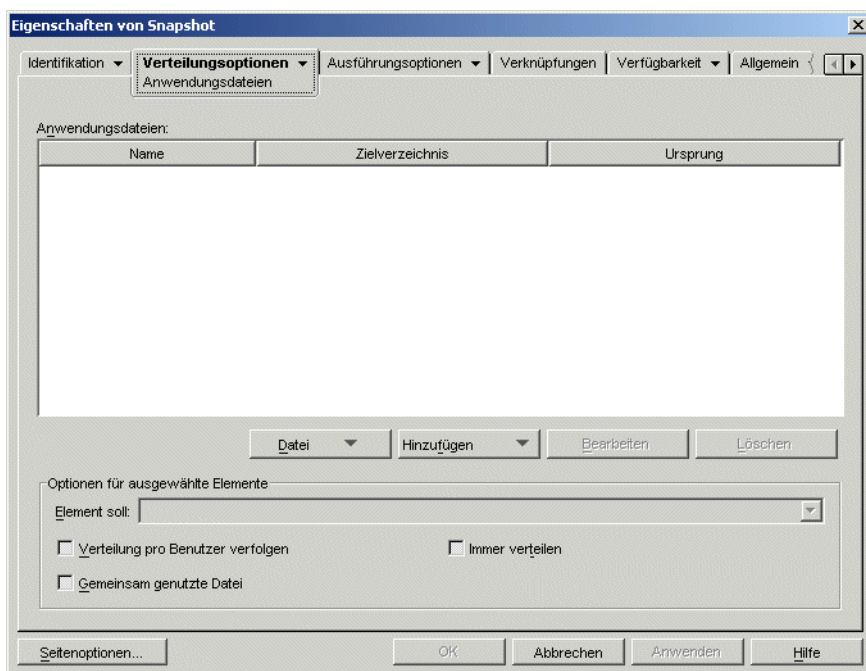 Eigenschaften von Snapshot
Identifikation Verteilungsoptionen Ausführungsoptionen Verknüpfungen Verfügbarkeit Allgemein
Anwendungsdateien
Anwendungsdateien:
Name Zielverzeichnis Ursprung
Datei Hinzufügen Bearbeiten Löschen
Optionen für ausgewählte Elemente
Element soll:
Verteilung pro Benutzer verfolgen Immer verteilen
Gemeinsam genutzte Datei
Seitenoptionen... OK Abbrechen Anwenden Hilfe